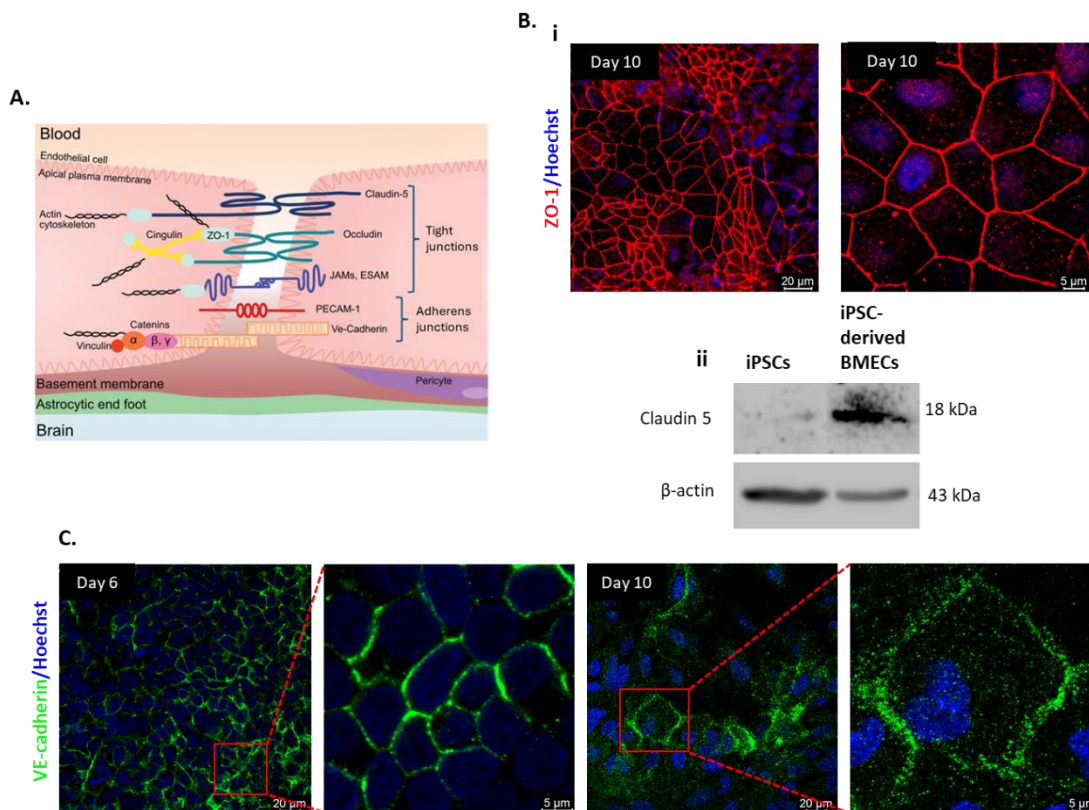 A.
Blood
Endothelial cell
Apical plasma membrane
Claudin-5
Actin
cytoskeleton
Cingulin
ZO-1
Occludin
Tight
junctions
JAMs, ESAM
PECAM-1
Adherens
junctions
Catenins
Ve-Cadherin
α
β, γ
Vinculin
Basement membrane
Pericyte
Astrocytic end foot
Brain
B.
i
ZO-1/Hoechst
Day 10
20 μm
Day 10
5 μm
ii
iPSCs
iPSC-
derived
BMECs
Claudin 5
18 kDa
β-actin
43 kDa
C.
VE-cadherin/Hoechst
Day 6
20 μm
5 μm
Day 10
20 μm